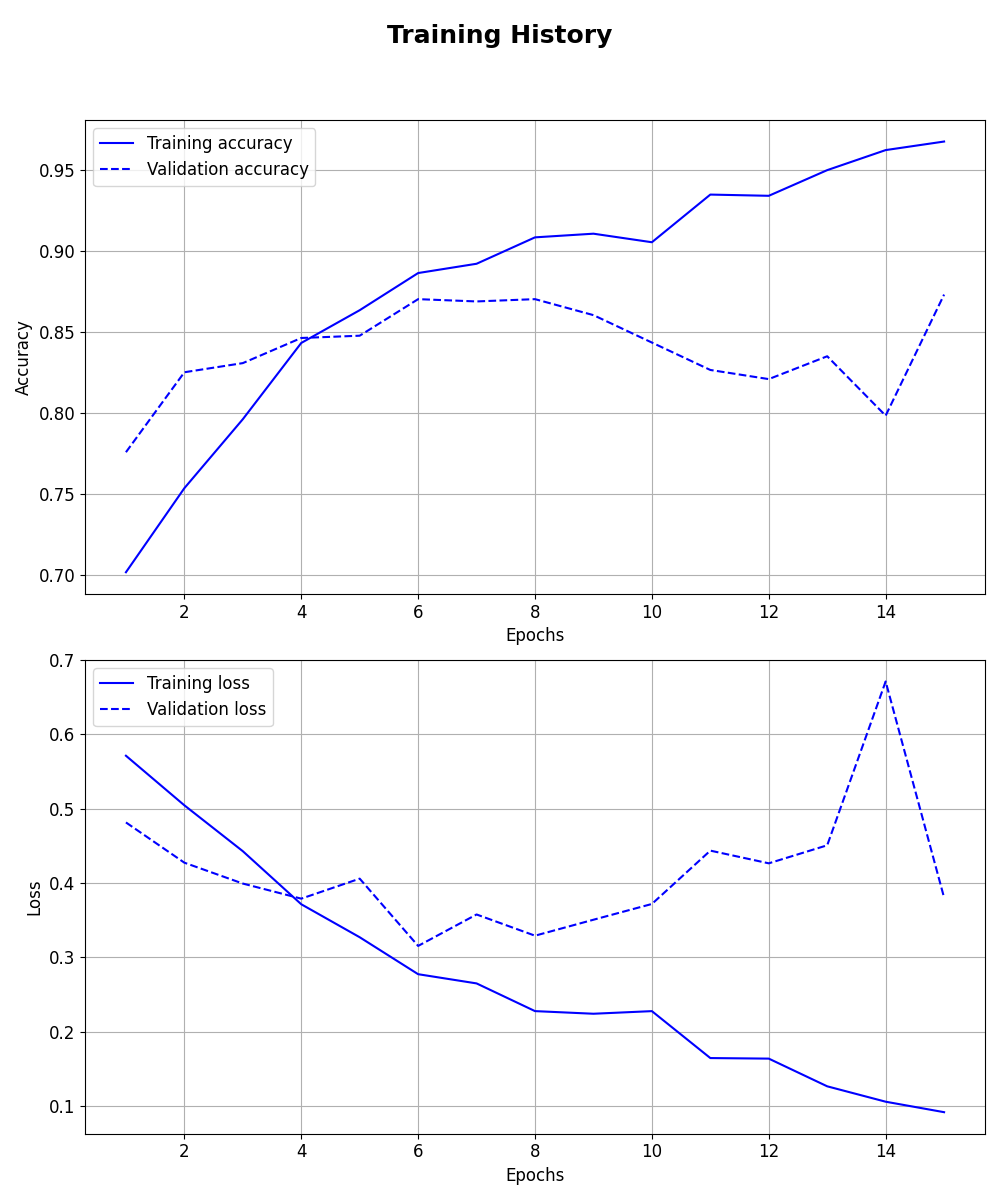 Training History
Training accuracy
Validation accuracy
0.95
0.90
0.85
0.80
0.75
0.70
Accuracy
2 4 6 8 10 12 14
Epochs
Training loss
Validation loss
0.7
0.6
0.5
0.4
0.3
0.2
0.1
Loss
2 4 6 8 10 12 14
Epochs